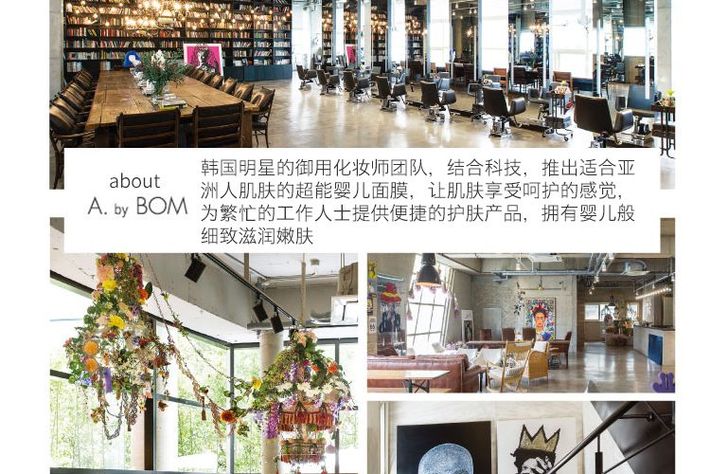 about
A. by BOM
韩国明星的御用化妆师团队，结合科技，推出适合亚
洲人肌肤的超能婴儿面膜，让肌肤享受呵护的感觉，
为繁忙的工作人士提供便捷的护肤产品，拥有婴儿般
细致滋润嫩肤